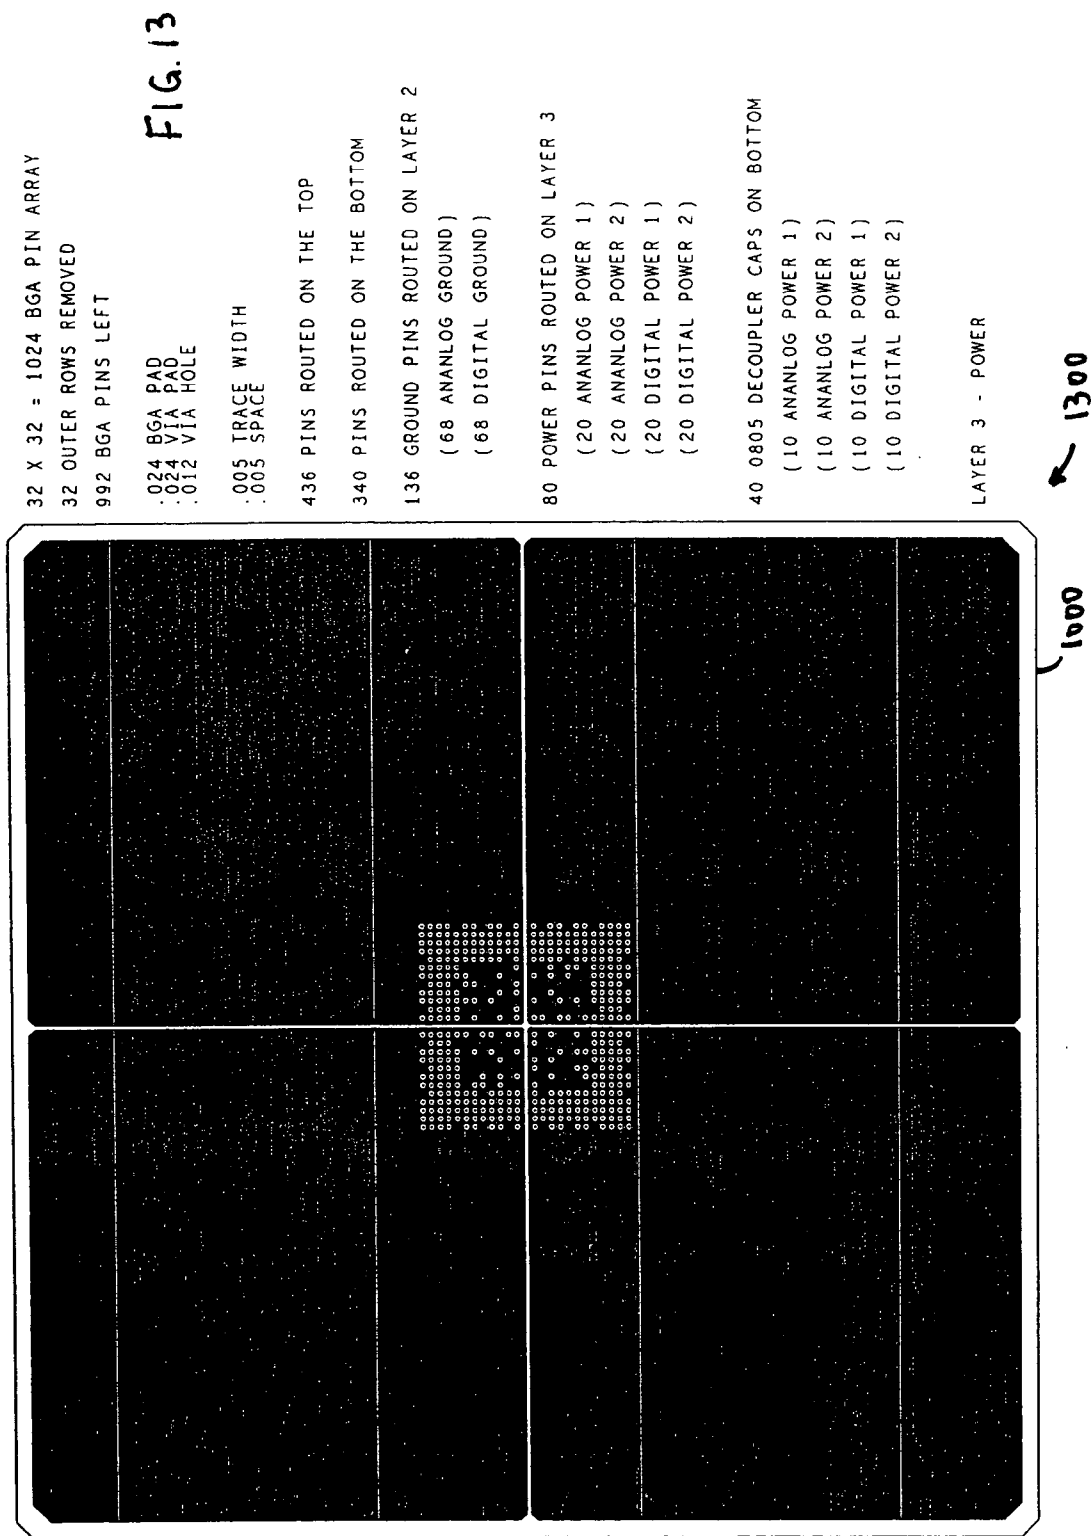 FIG. 13
32 X 32 = 1024 BGA PIN ARRAY
32 OUTER ROWS REMOVED
992 BGA PINS LEFT
.024 BGA PAD
.024 VIA PAD
.012 VIA HOLE
.005 TRACE WIDTH
.005 SPACE
436 PINS ROUTED ON THE TOP
340 PINS ROUTED ON THE BOTTOM
136 GROUND PINS ROUTED ON LAYER 2
(68 ANANLOG GROUND)
(68 DIGITAL GROUND)
80 POWER PINS ROUTED ON LAYER 3
(20 ANANLOG POWER 1)
(20 ANANLOG POWER 2)
(20 DIGITAL POWER 1)
(20 DIGITAL POWER 2)
40 0805 DECOUPLER CAPS ON BOTTOM
(10 ANANLOG POWER 1)
(10 ANANLOG POWER 2)
(10 DIGITAL POWER 1)
(10 DIGITAL POWER 2)
LAYER 3 - POWER
1300
1000